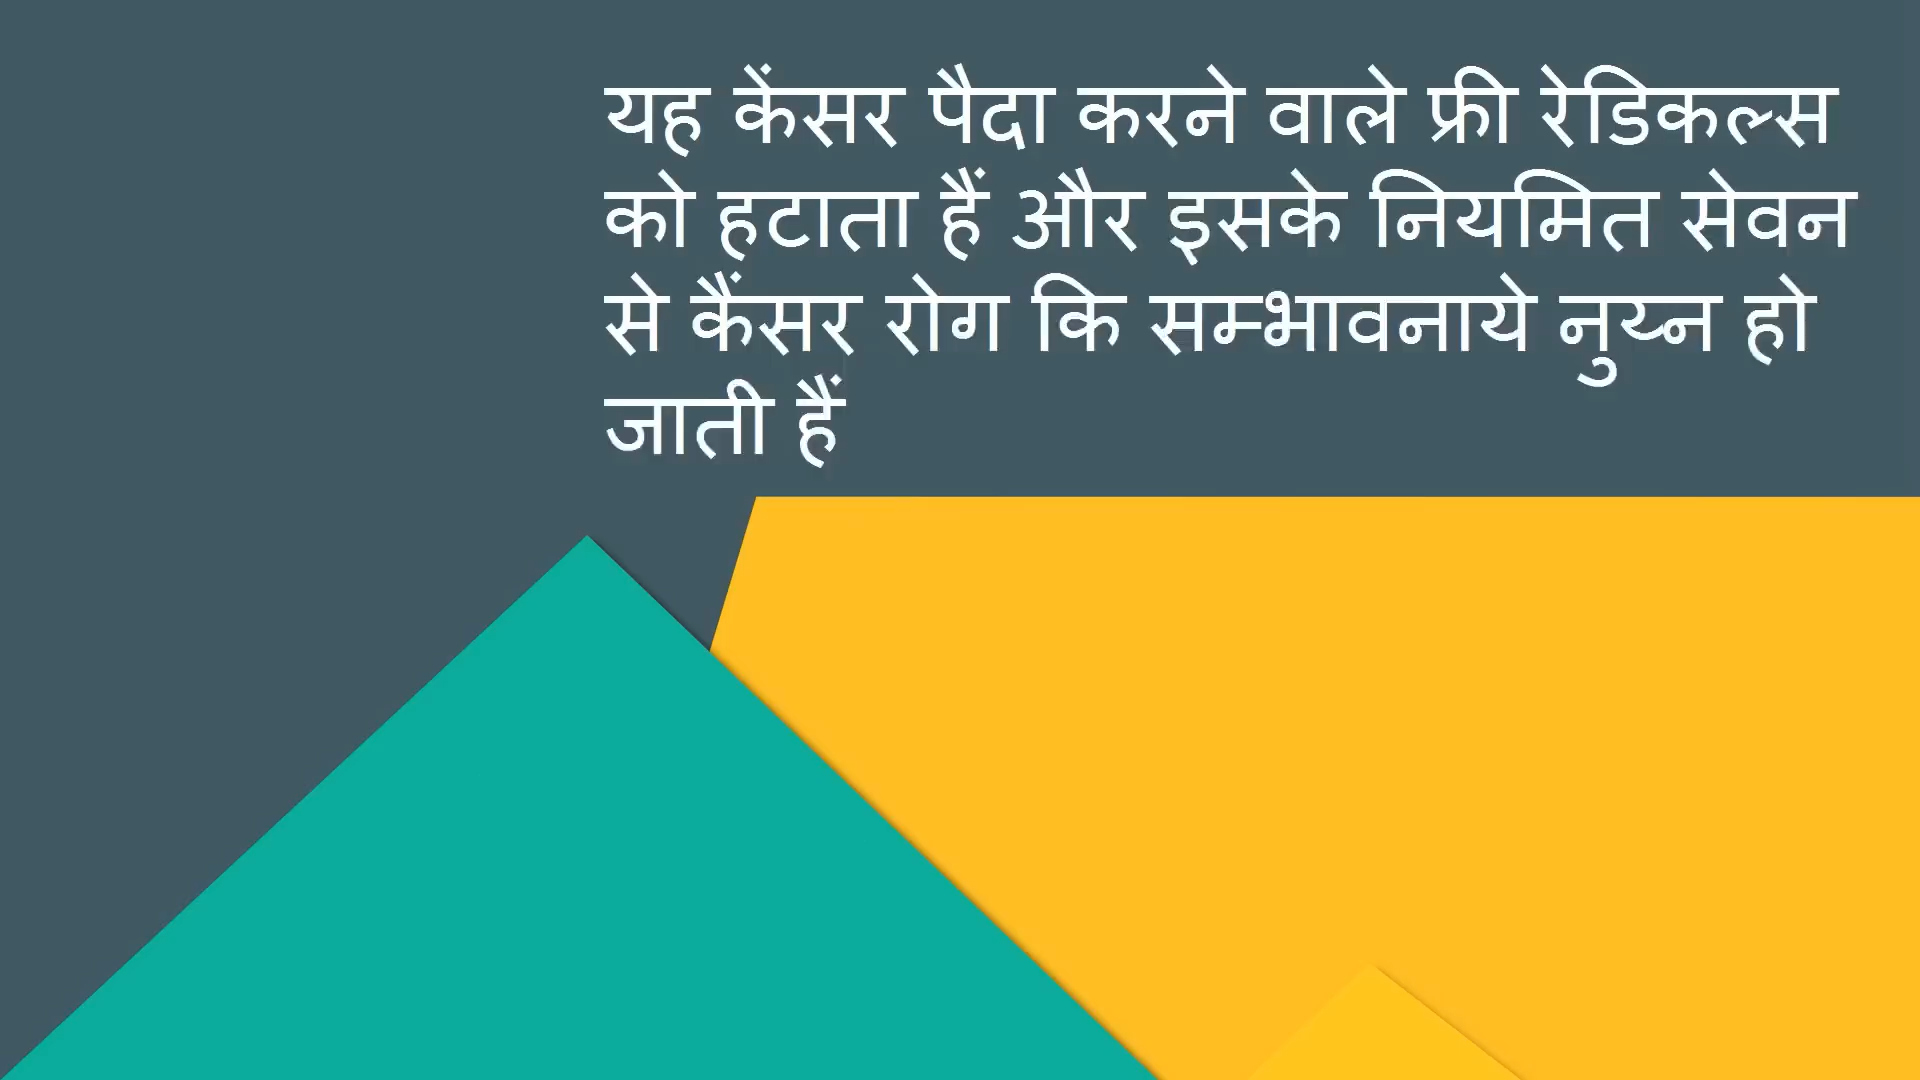 यह केंसर पैदा करने वाले फ्री रेडिकल्स
को हटाता हैं और इसके नियमित सेवन
से कैंसर रोग कि सम्भावनाये नुय्न हो
जाती हैं